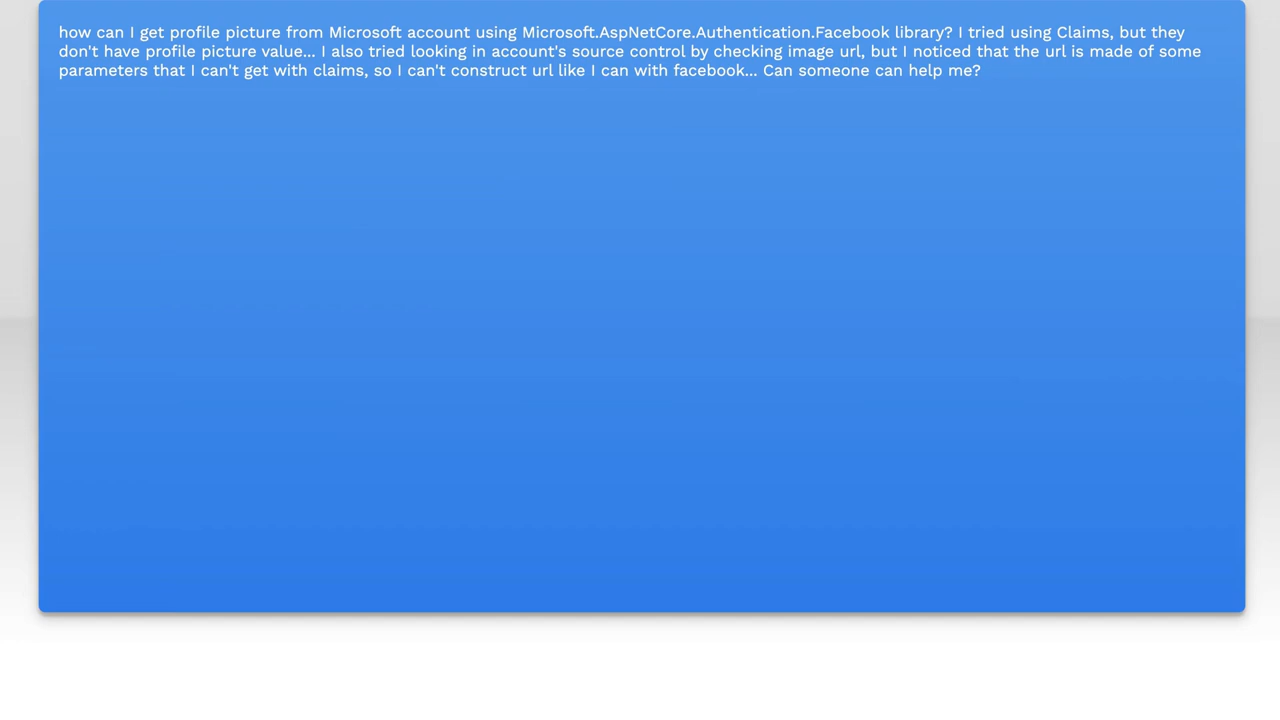 how can I get profile picture from Microsoft account using Microsoft.AspNetCore.Authentication.Facebook library? I tried using Claims, but they
don't have profile picture value... I also tried looking in account's source control by checking image url, but I noticed that the url is made of some
parameters that I can't get with claims, so I can't construct url like I can with facebook... Can someone can help me?